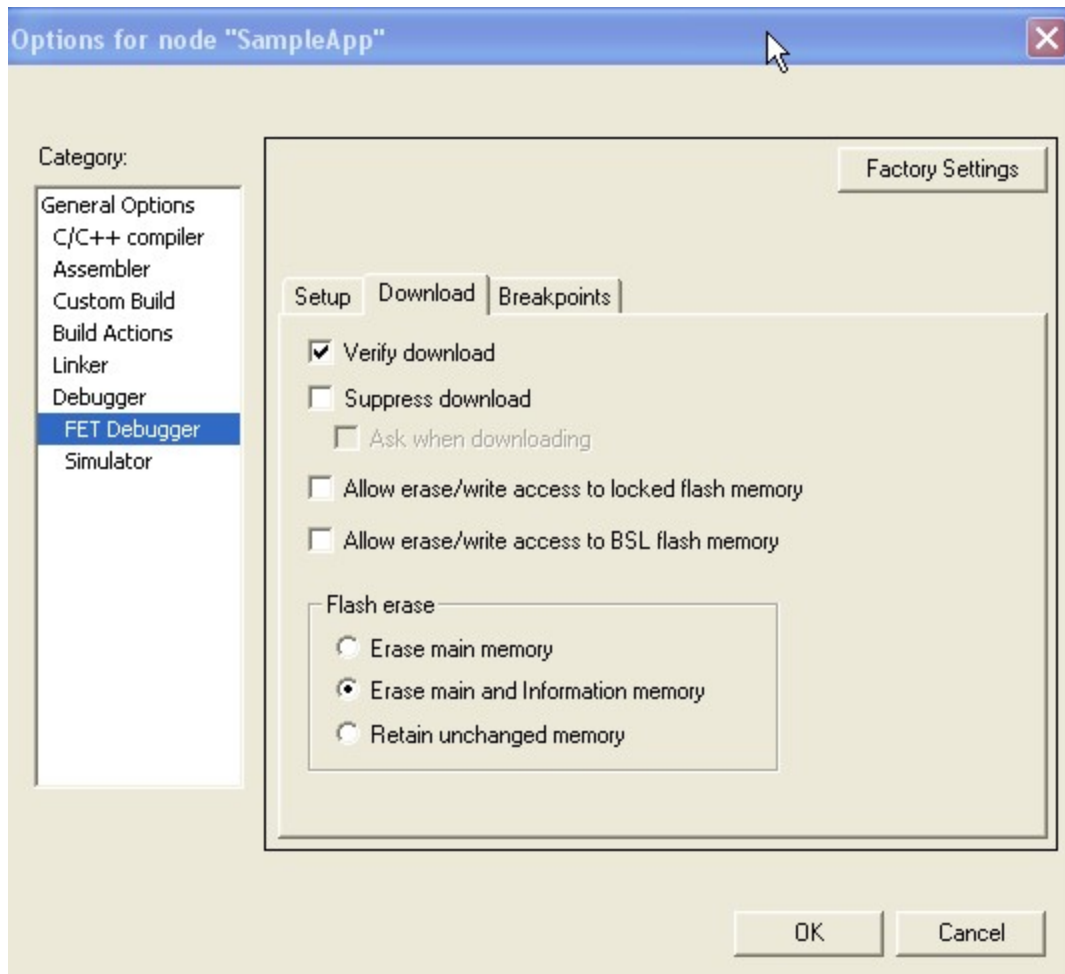 Options for node "SampleApp"
Category:
General Options
C/C++ compiler
Assembler
Custom Build
Build Actions
Linker
Debugger
FET Debugger
Simulator
Factory Settings
Setup Download Breakpoints
Verify download
Suppress download
Ask when downloading
Allow erase/write access to locked flash memory
Allow erase/write access to BSL flash memory
Flash erase
Erase main memory
Erase main and Information memory
Retain unchanged memory
OK Cancel